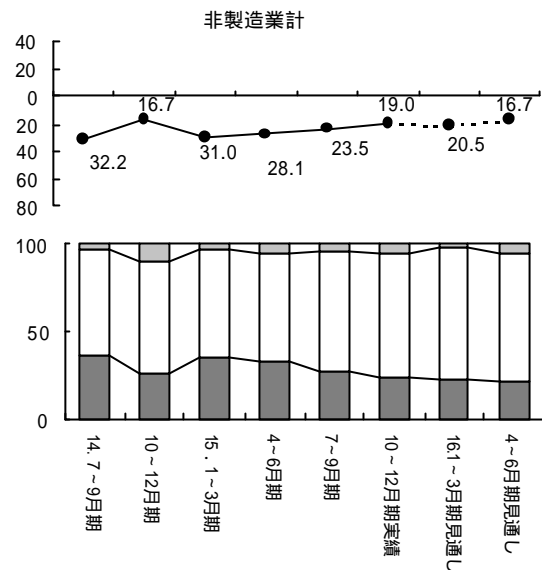 非製造業計
40
20
0
20
40
60
80
32.2
16.7
31.0
28.1
23.5
19.0
20.5
16.7
100
50
0
14. 7~9月期
10~12月期
15. 1~3月期
4~6月期
7~9月期
10~12月期実績
16.1~3月期見通し
4~6月期見通し